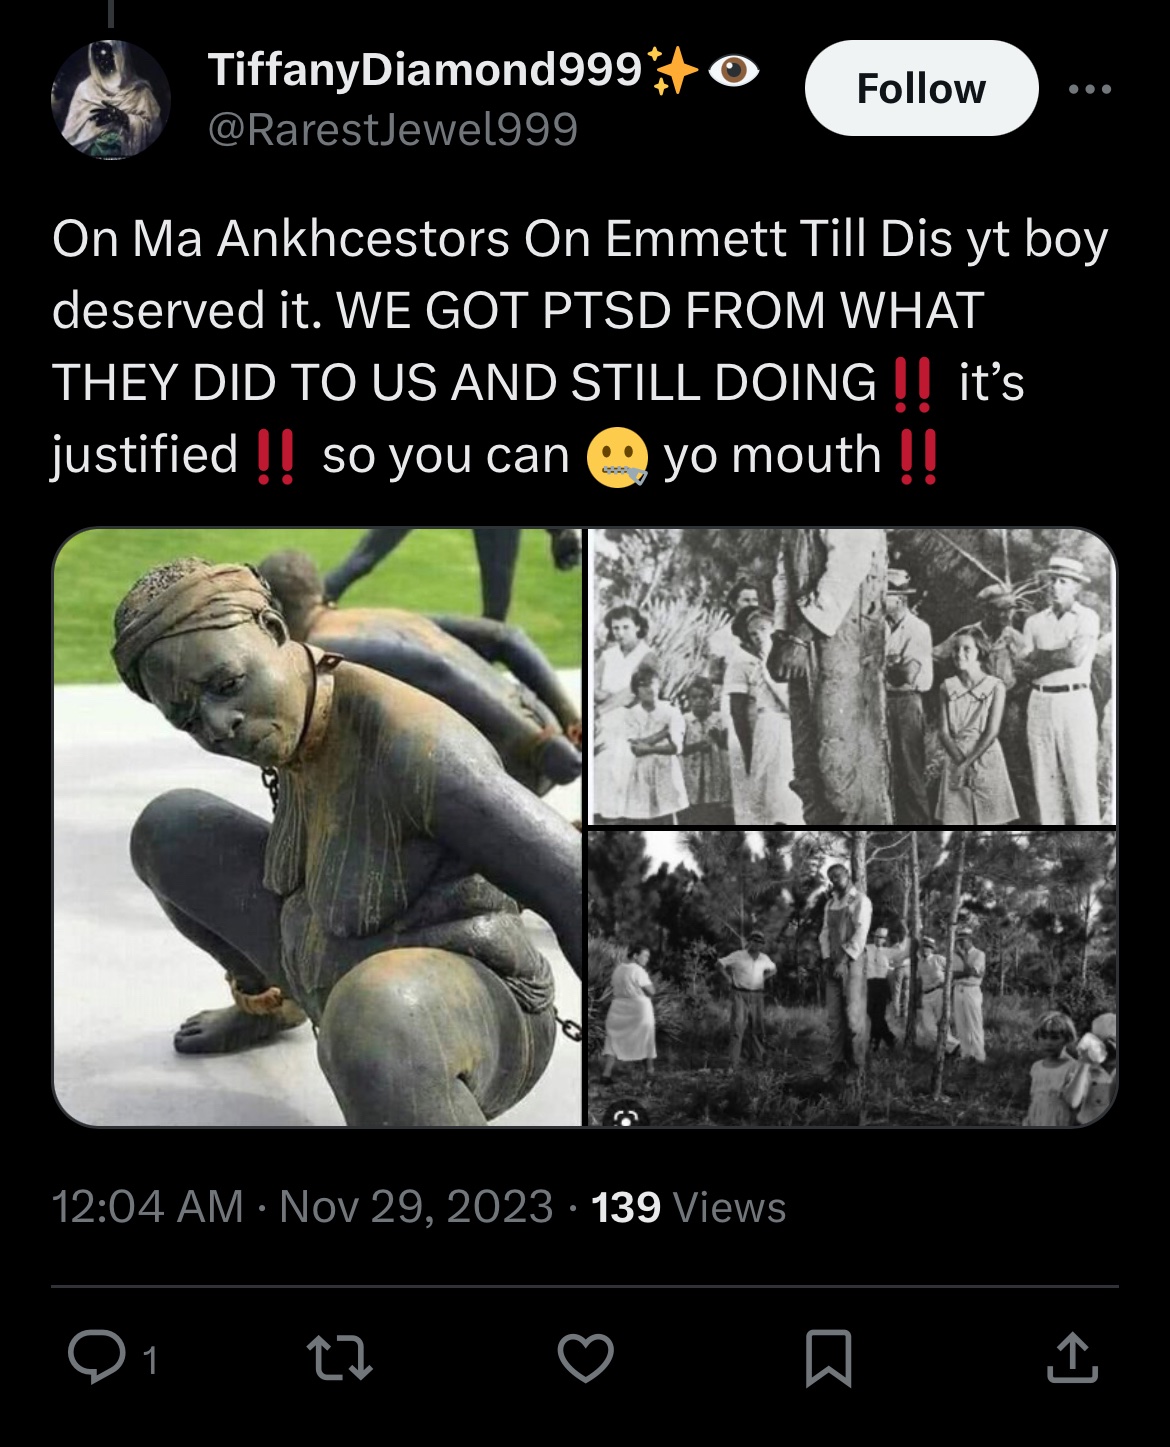 TiffanyDiamond999✨👁️
Follow
@RarestJewel999
On Ma Ankhcestors On Emmett Till Dis yt boy
deserved it. WE GOT PTSD FROM WHAT
THEY DID TO US AND STILL DOING‼️ it’s
justified‼️ so you can 🤐 yo mouth‼️
12:04 AM · Nov 29, 2023 · 139 Views
1